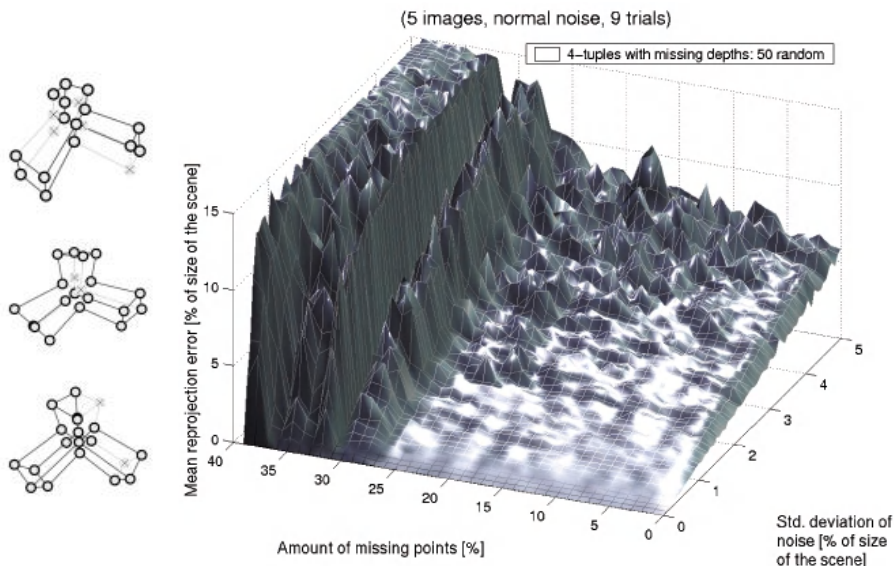 (5 images, normal noise, 9 trials)
4-tuples with missing depths: 50 random
Mean reprojection error [% of size of the scene]
15
10
5
0
40
35
30
25
20
15
10
5
0
0
1
2
3
4
5
Amount of missing points [%]
Std. deviation of
noise [% of size
of the scene]